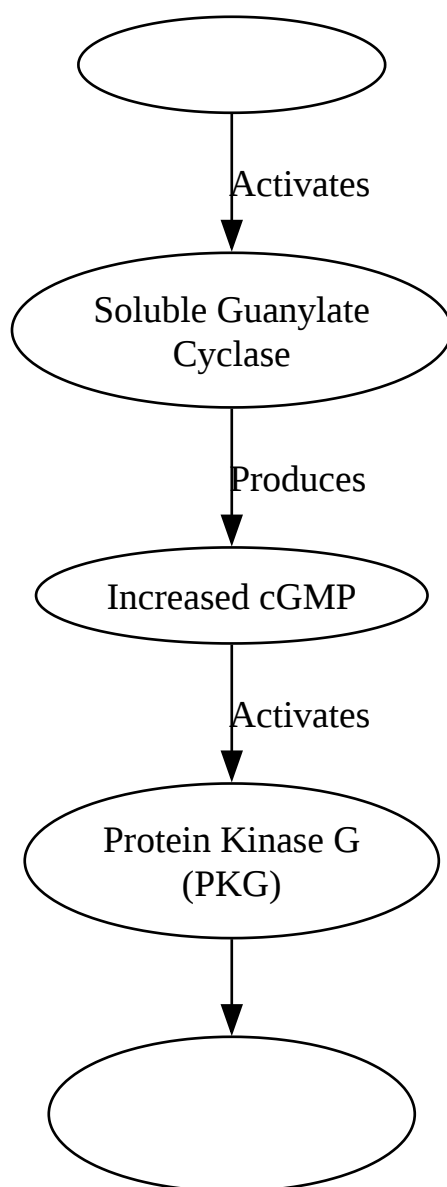 Activates
Soluble Guanylate
Cyclase
Produces
Increased cGMP
Activates
Protein Kinase G
(PKG)